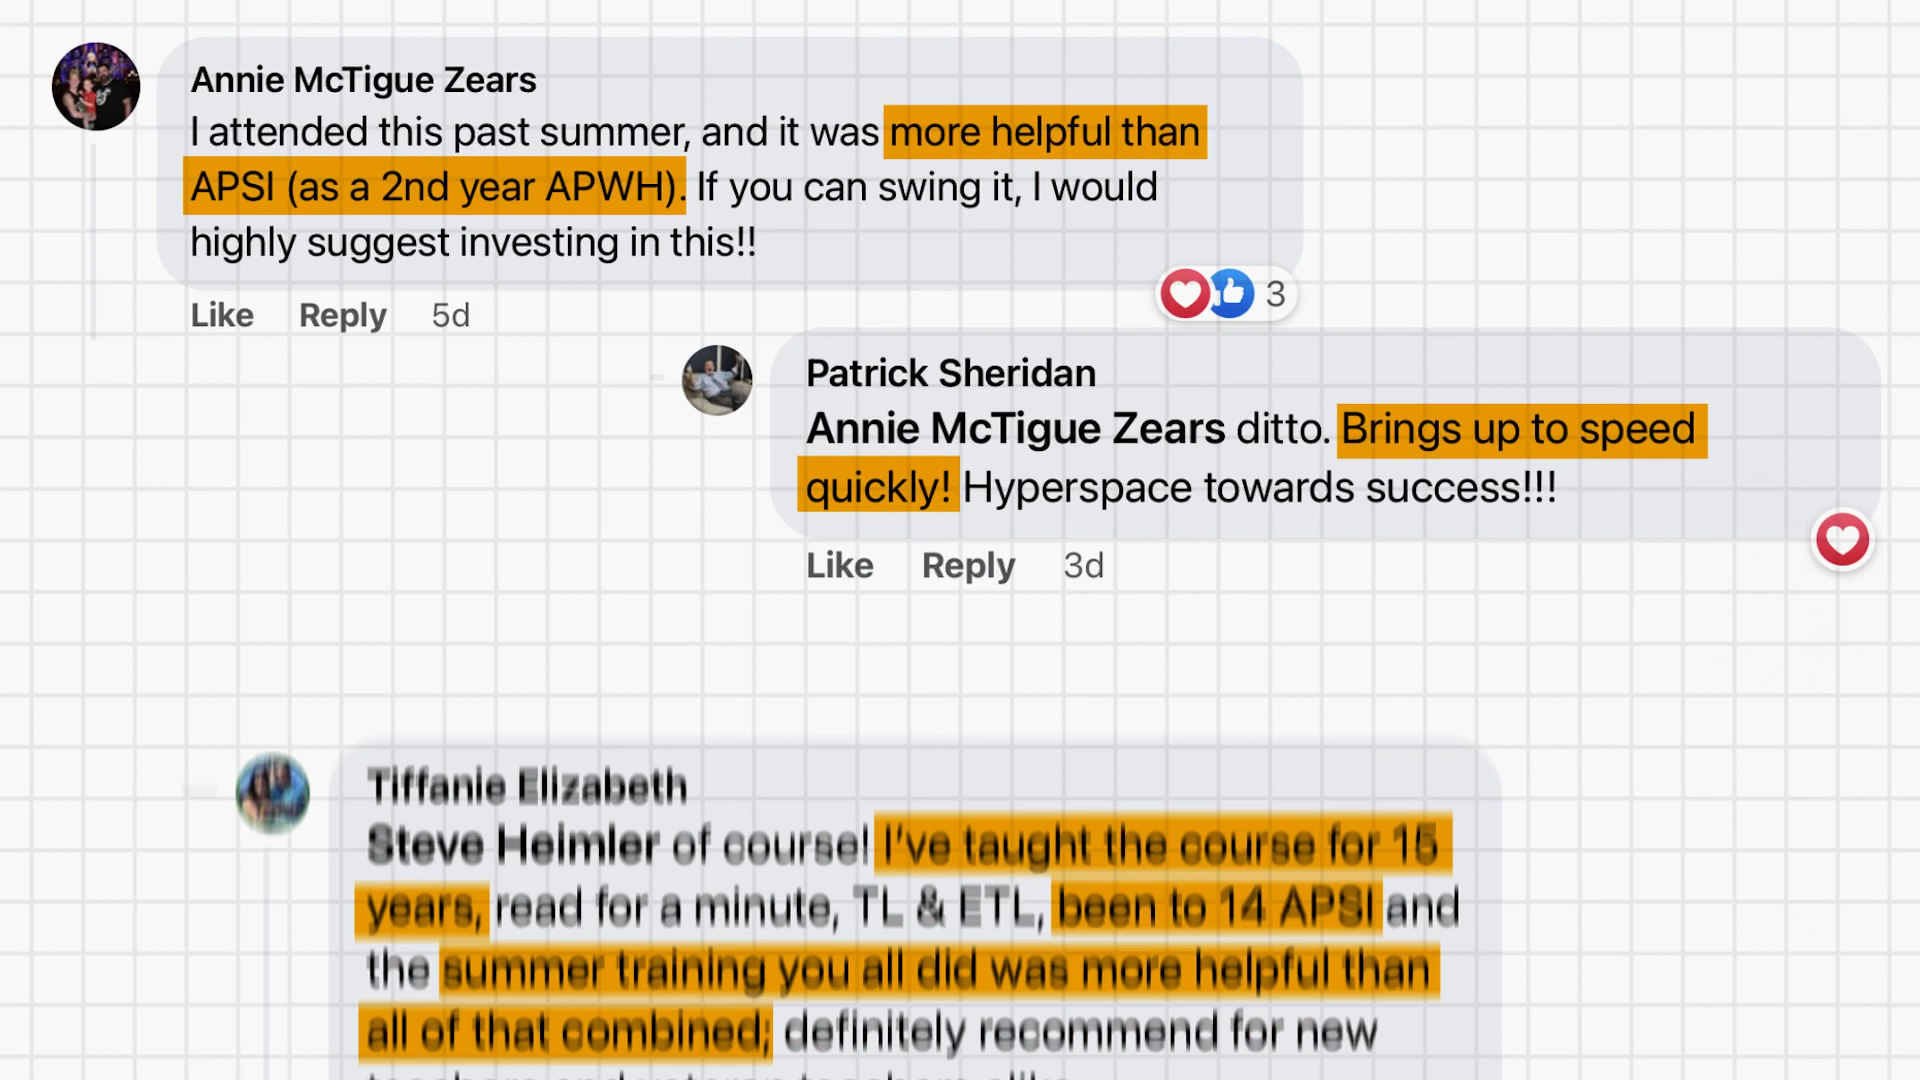 Annie McTigue Zears
I attended this past summer, and it was more helpful than
APSI (as a 2nd year APWH). If you can swing it, I would
highly suggest investing in this!!
3
Like Reply 5d
Patrick Sheridan
Annie McTigue Zears ditto. Brings up to speed
quickly! Hyperspace towards success!!!
Like Reply 3d
Tiffanie Elizabeth
Steve Heimler of course! I've taught the course for 15
years, read for a minute, TL & ETL, been to 14 APSI and
the summer training you all did was more helpful than
all of that combined; definitely recommend for new